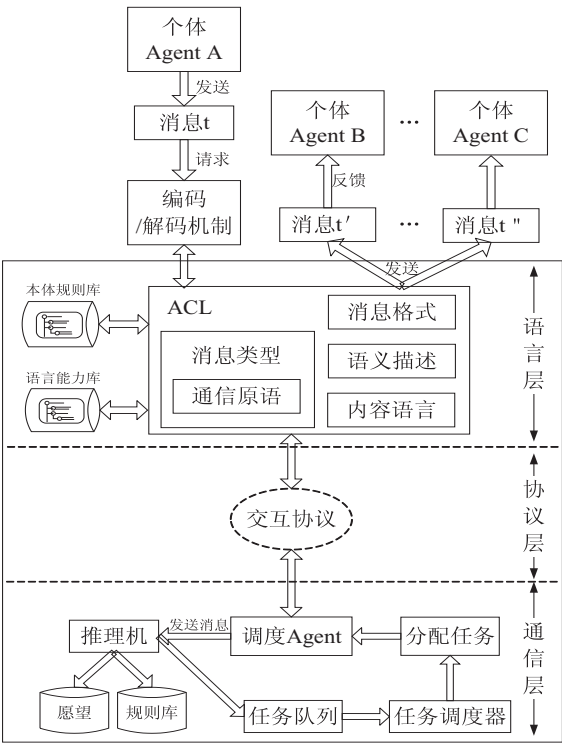 个体
Agent A
发送
消息t
请求
编码
/解码机制
个体
Agent B
...
个体
Agent C
反馈
消息t′
...
消息t″
发送
本体规则库
语言能力库
ACL
消息类型
通信原语
消息格式
语义描述
内容语言
语言层
交互协议
协议层
推理机
发送消息
调度Agent
分配任务
愿望
规则库
任务队列
任务调度器
通信层